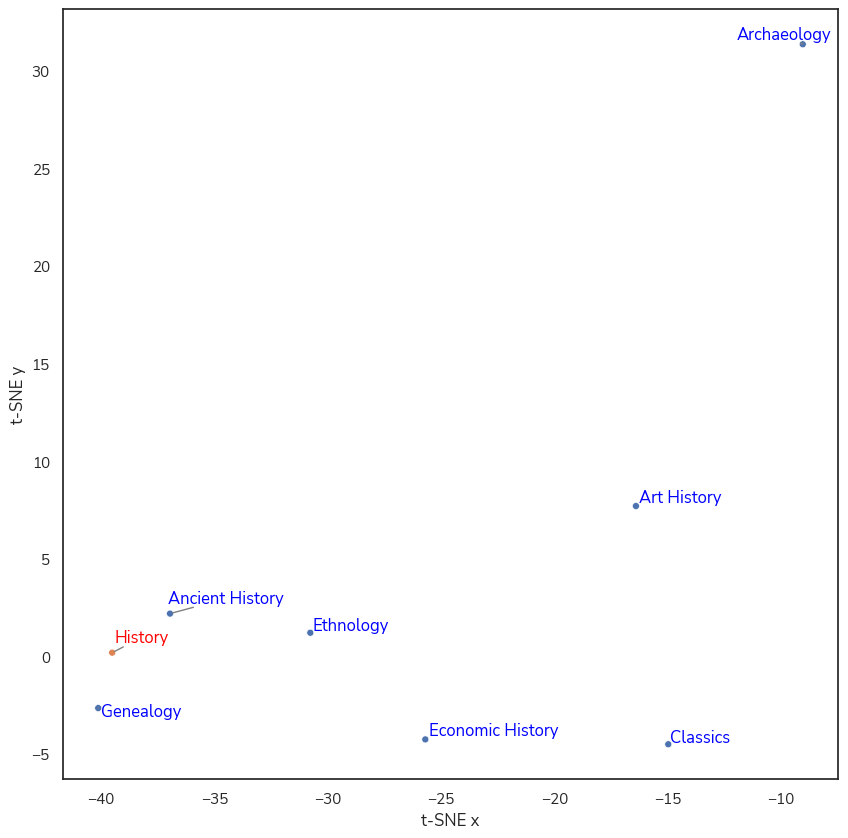 Archaeology
30
25
20
15
10
5
0
−5
t-SNE y
Art History
Ancient History
Ethnology
History
Genealogy
Economic History
Classics
−40
−35
−30
−25
−20
−15
−10
t-SNE x